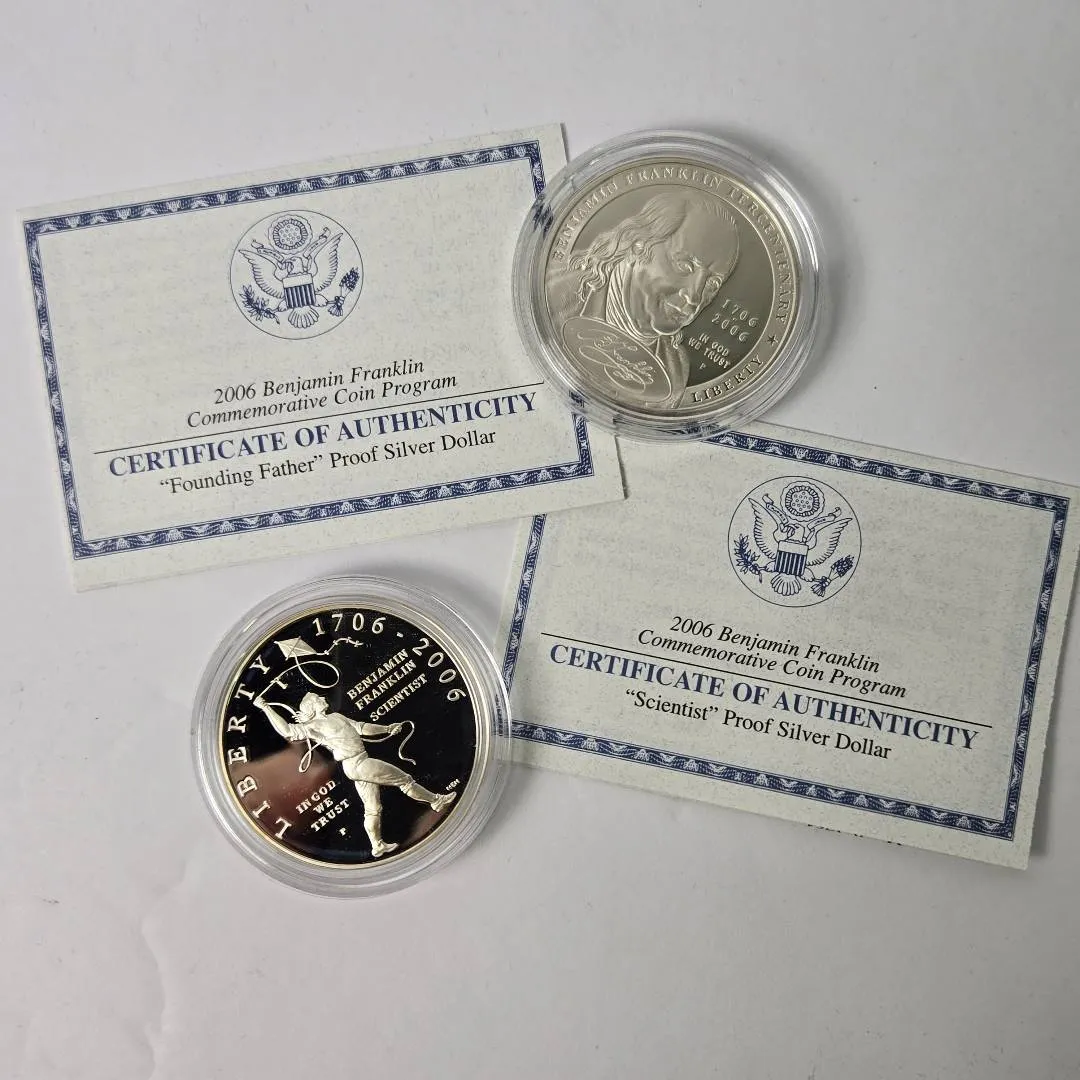 2006 Benjamin Franklin
Commemorative Coin Program
CERTIFICATE OF AUTHENTICITY
"Founding Father" Proof Silver Dollar
BENJAMIN FRANKLIN TERCENTENARY
1706
2006
IN GOD
WE TRUST
P
LIBERTY
B Franklin
2006 Benjamin Franklin
Commemorative Coin Program
CERTIFICATE OF AUTHENTICITY
"Scientist" Proof Silver Dollar
1706-2006
LIBERTY
BENJAMIN
FRANKLIN
SCIENTIST
IN GOD
WE
TRUST
P